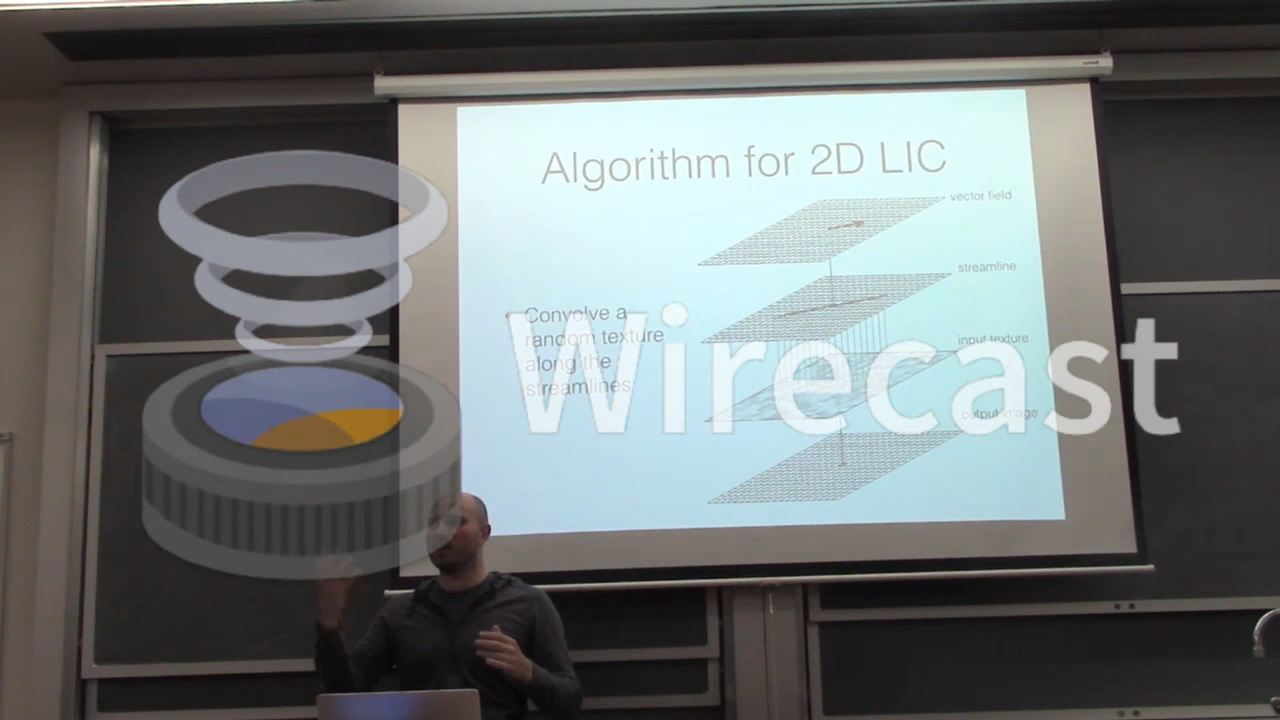 Algorithm for 2D LIC
vector field
streamline
• Convolve a
random texture
along the
streamlines
input texture
output image
Wirecast